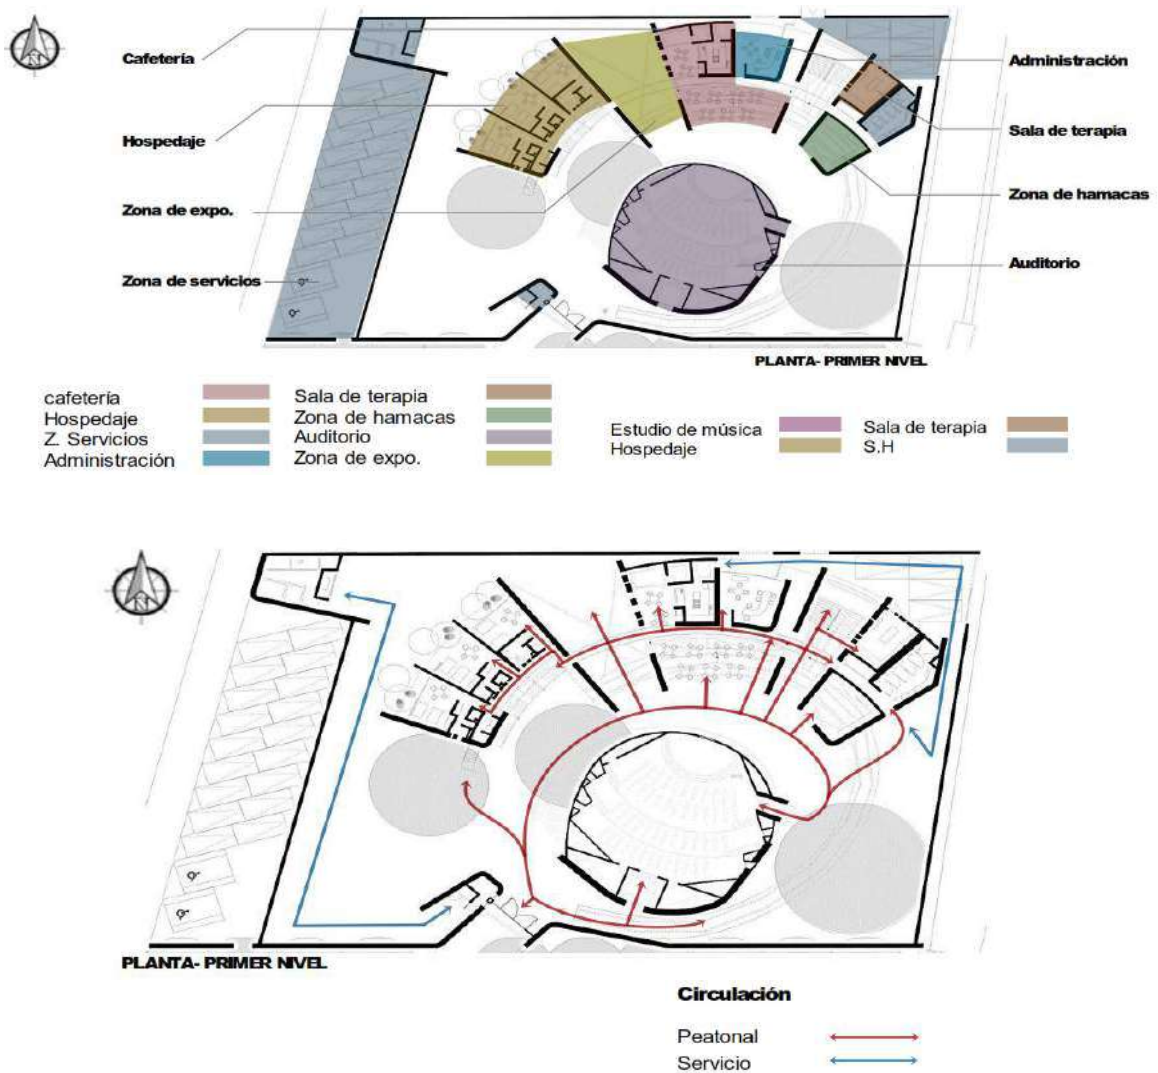 N
Cafetería
Administración
Hospedaje
Sala de terapia
Zona de expo.
Zona de hamacas
Zona de servicios
Auditorio
PLANTA- PRIMER NIVEL
cafetería
Hospedaje
Z. Servicios
Administración
Sala de terapia
Zona de hamacas
Auditorio
Zona de expo.
Estudio de música
Hospedaje
Sala de terapia
S.H
N
PLANTA- PRIMER NIVEL
Circulación
Peatonal
Servicio